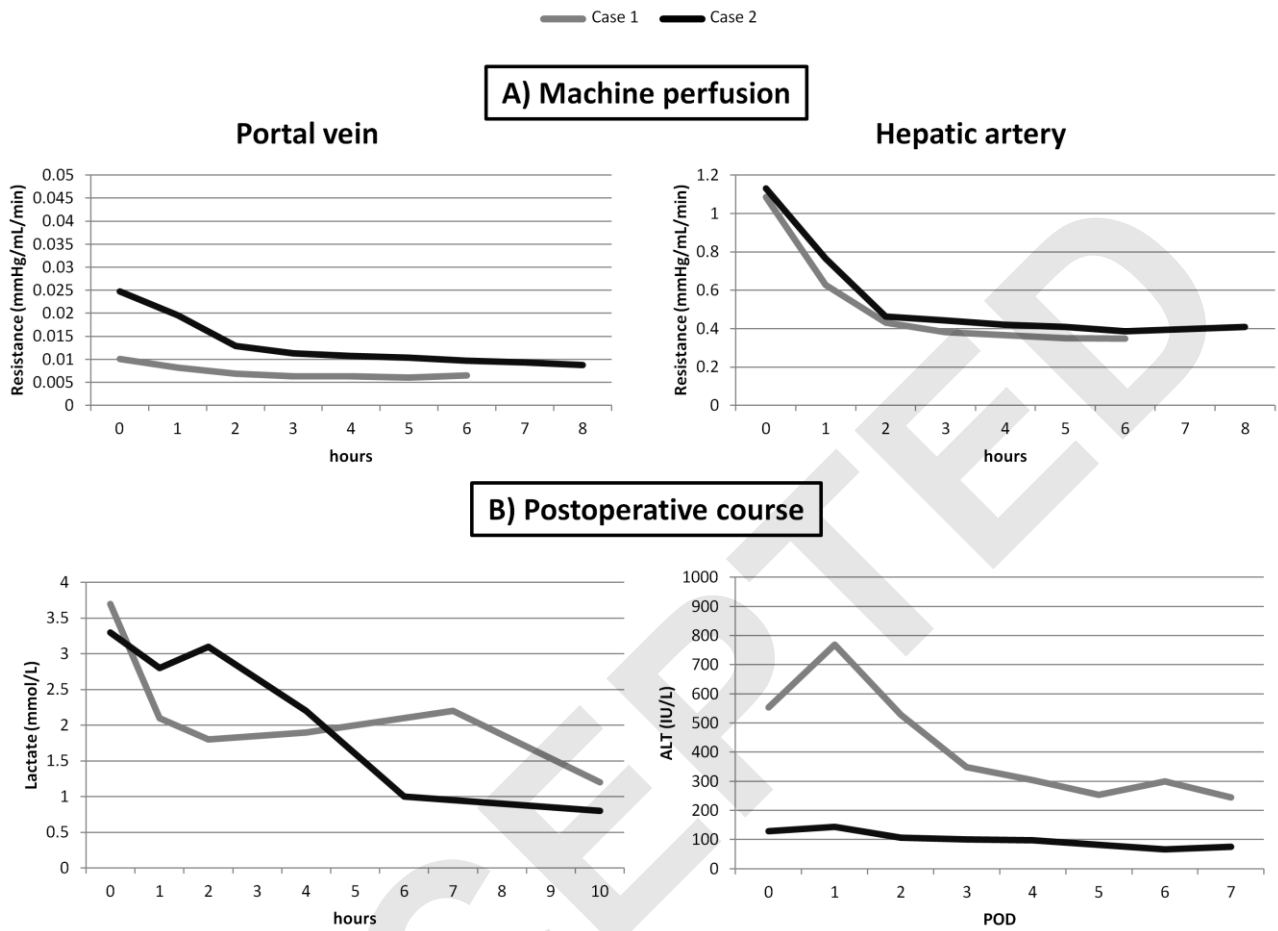 Case 1 Case 2
A) Machine perfusion
Portal vein
Resistance (mmHg/mL/min)
0.05
0.045
0.04
0.035
0.03
0.025
0.02
0.015
0.01
0.005
0
0 1 2 3 4 5 6 7 8
hours
Hepatic artery
Resistance (mmHg/mL/min)
1.2
1
0.8
0.6
0.4
0.2
0
0 1 2 3 4 5 6 7 8
hours
B) Postoperative course
Lactate (mmol/L)
4
3.5
3
2.5
2
1.5
1
0.5
0
0 1 2 3 4 5 6 7 8 9 10
hours
ALT (IU/L)
1000
900
800
700
600
500
400
300
200
100
0
0 1 2 3 4 5 6 7
POD
CEPTED